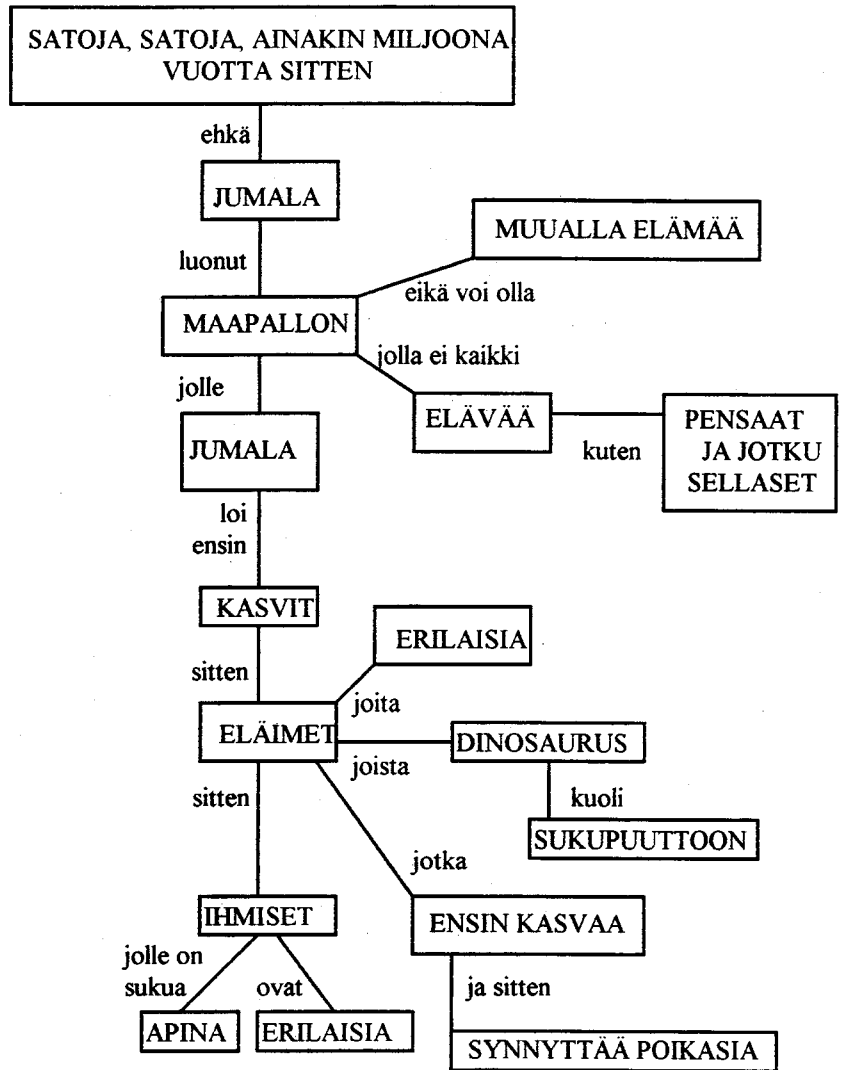 SATOJA, SATOJA, AINAKIN MILJOONA
VUOTTA SITTEN
ehkä
JUMALA
MUUALLA ELÄMÄÄ
luonut
eikä voi olla
MAAPALLON
jolla ei kaikki
jolle
ELÄVÄÄ
kuten
PENSAAT
JA JOTKU
SELLASET
JUMALA
loi
ensin
KASVIT
ERILAISIA
sitten
joita
ELÄIMET
joista
DINOSAURUS
sitten
kuoli
SUKUPUUTTOON
jotka
IHMISET
ENSIN KASVAA
jolle on
sukua
ovat
ja sitten
APINA
ERILAISIA
SYNNYTTÄÄ POIKASIA